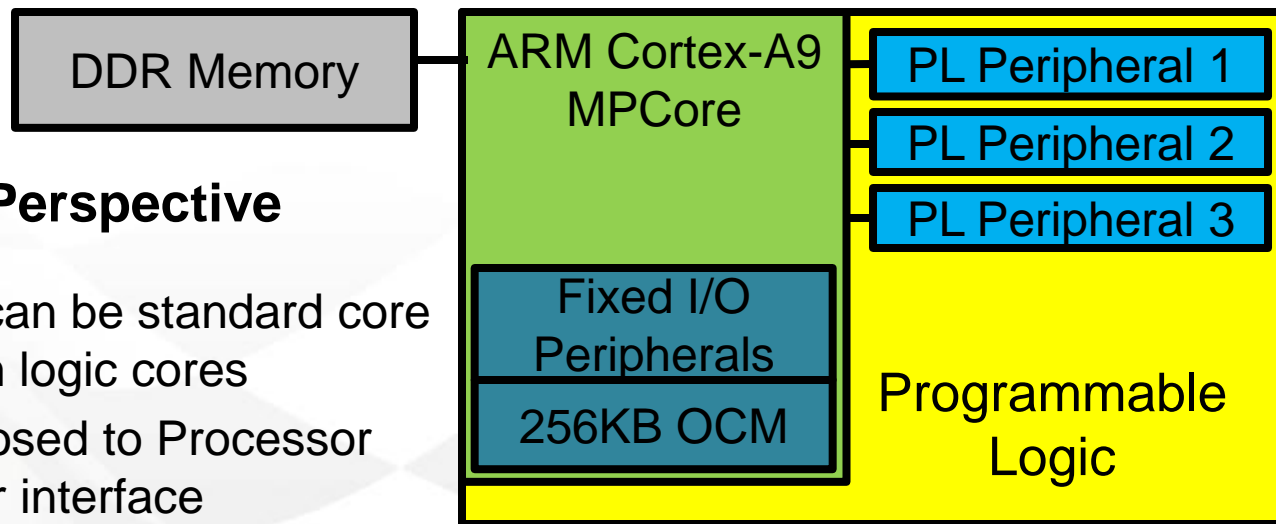 DDR Memory
ARM Cortex-A9
MPCore
PL Peripheral 1
PL Peripheral 2
PL Peripheral 3
Perspective
can be standard core
logic cores
to Processor
interface
Fixed I/O
Peripherals
256KB OCM
Programmable
Logic